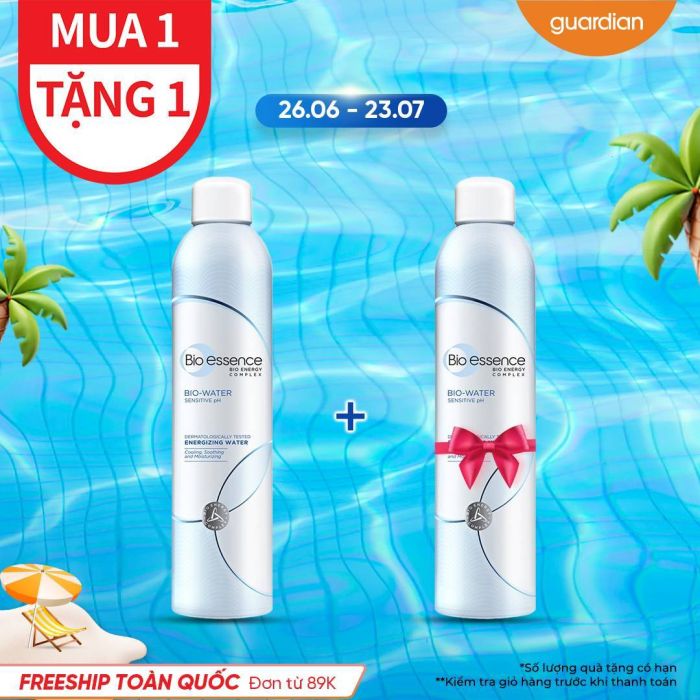 MUA 1
TẶNG 1
guardian
26.06 - 23.07
Bio essence
BIO ENERGY
COMPLEX
BIO-WATER
SENSITIVE pH
DERMATOLOGICALLY TESTED
ENERGIZING WATER
Cooling, Soothing
and Moisturizing
+
Bio essence
BIO ENERGY
COMPLEX
BIO-WATER
SENSITIVE pH
*Số lượng quà tặng có hạn
**Kiểm tra giỏ hàng trước khi thanh toán
FREESHIP TOÀN QUỐC Đơn từ 89K